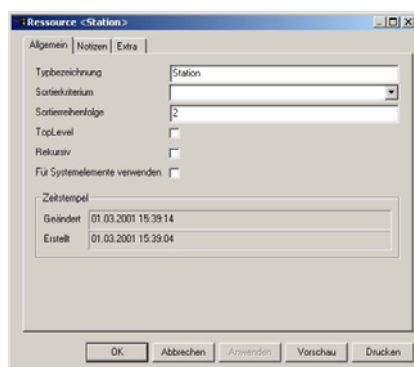 Ressource <Station>
Allgemein Notizen Extra
Typbezeichnung Station
Sortierkriterium
Sortierreihenfolge 2
TopLevel
Rekursiv
Für Systemelemente verwenden
Zeitstempel
Geändert 01.03.2001 15:39:14
Erstellt 01.03.2001 15:39:04
OK Abbrechen Anwenden Vorschau Drucken